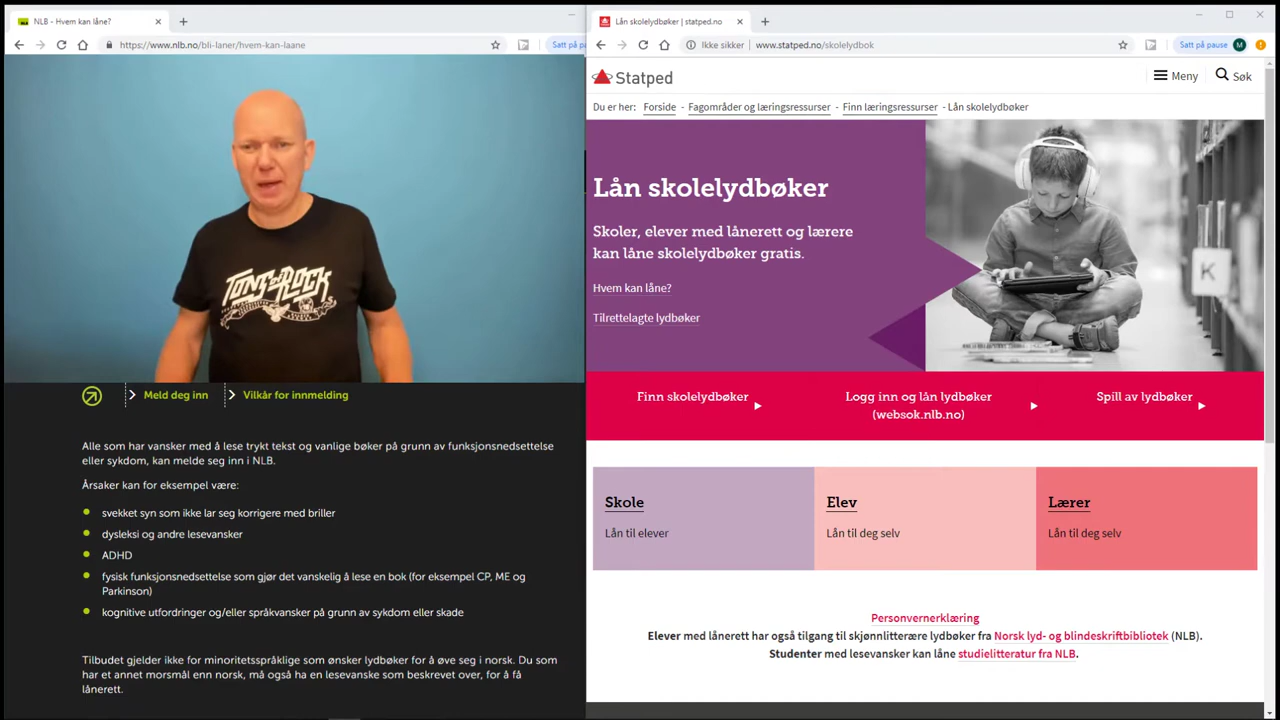 NLB - Hvem kan låne?
https://www.nlb.no/bli-laner/hvem-kan-laane
Satt på p
TONS OF ROCK
Meld deg inn
Vilkår for innmelding
Alle som har vansker med å lese trykt tekst og vanlige bøker på grunn av funksjonsnedsettelse
eller sykdom, kan melde seg inn i NLB.
Årsaker kan for eksempel være:
svekket syn som ikke lar seg korrigere med briller
dysleksi og andre lesevansker
ADHD
fysisk funksjonsnedsettelse som gjør det vanskelig å lese en bok (for eksempel CP, ME og
Parkinson)
kognitive utfordringer og/eller språkvansker på grunn av sykdom eller skade
Tilbudet gjelder ikke for minoritetsspråklige som ønsker lydbøker for å øve seg i norsk. Du som
har et annet morsmål enn norsk, må også ha en lesevanske som beskrevet over, for å få
lånerett.
Lån skolelydbøker | statped.no
Ikke sikker | www.statped.no/skolelydbok
Satt på pause M
Statped
Meny
Søk
Du er her: Forside - Fagområder og læringsressurser - Finn læringsressurser - Lån skolelydbøker
Lån skolelydbøker
Skoler, elever med lånerett og lærere
kan låne skolelydbøker gratis.
Hvem kan låne?
Tilrettelagte lydbøker
K
Finn skolelydbøker
Logg inn og lån lydbøker
(websok.nlb.no)
Spill av lydbøker
Skole
Lån til elever
Elev
Lån til deg selv
Lærer
Lån til deg selv
Personvernerklæring
Elever med lånerett har også tilgang til skjønnlitterære lydbøker fra Norsk lyd- og blindeskriftbibliotek (NLB).
Studenter med lesevansker kan låne studielitteratur fra NLB.